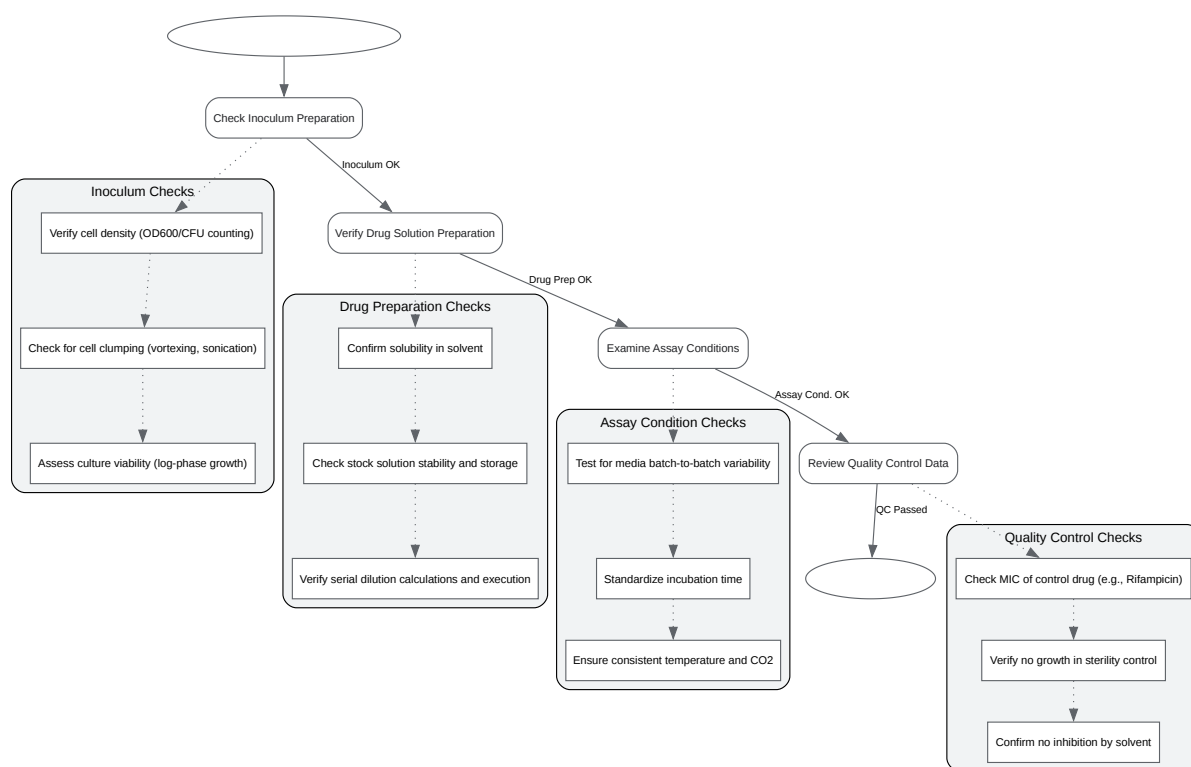 Check Inoculum Preparation
Inoculum OK
Inoculum Checks
Verify cell density (OD600/CFU counting)
Check for cell clumping (vortexing, sonication)
Assess culture viability (log-phase growth)
Verify Drug Solution Preparation
Drug Prep OK
Drug Preparation Checks
Confirm solubility in solvent
Check stock solution stability and storage
Verify serial dilution calculations and execution
Examine Assay Conditions
Assay Cond. OK
Assay Condition Checks
Test for media batch-to-batch variability
Standardize incubation time
Ensure consistent temperature and CO2
Review Quality Control Data
QC Passed
Quality Control Checks
Check MIC of control drug (e.g., Rifampicin)
Verify no growth in sterility control
Confirm no inhibition by solvent